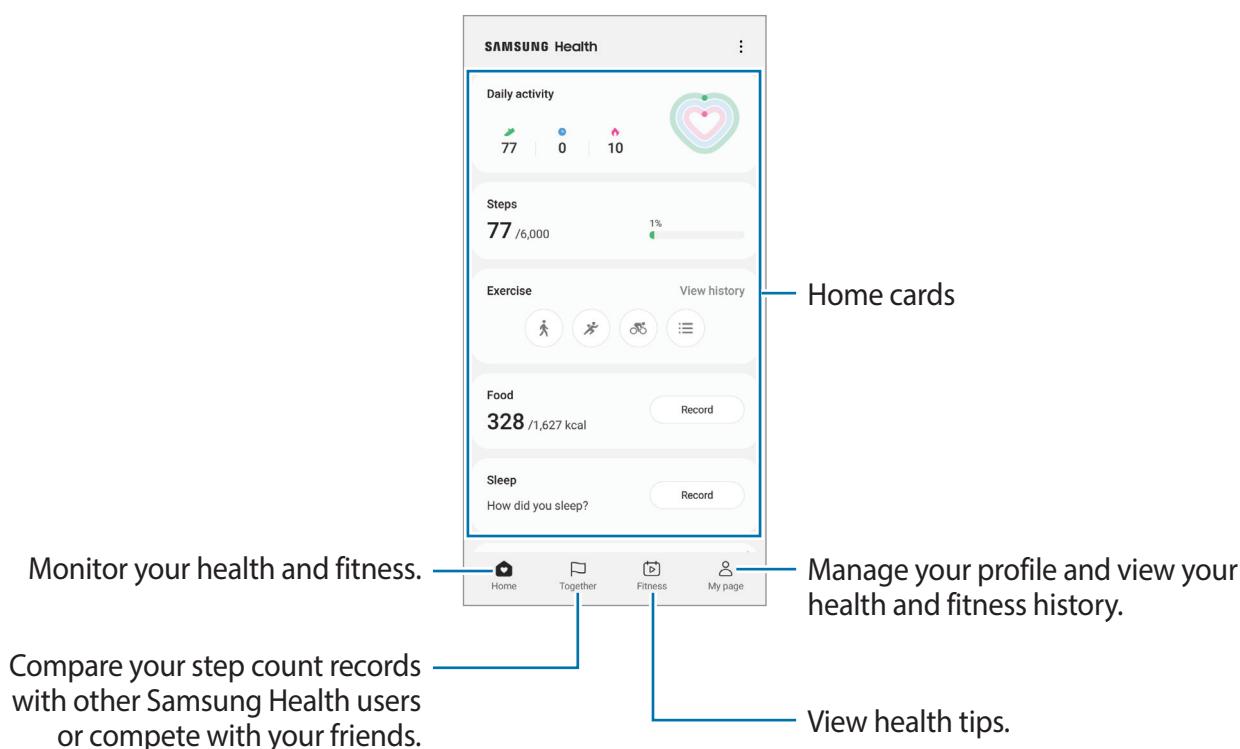 SAMSUNG Health
Daily activity
77 0 10
Steps
77 /6,000
1%
Exercise View history
Home cards
Food
328 /1,627 kcal
Record
Sleep
How did you sleep?
Record
Home Together Fitness My page
Monitor your health and fitness.
Manage your profile and view your
health and fitness history.
Compare your step count records
with other Samsung Health users
or compete with your friends.
View health tips.